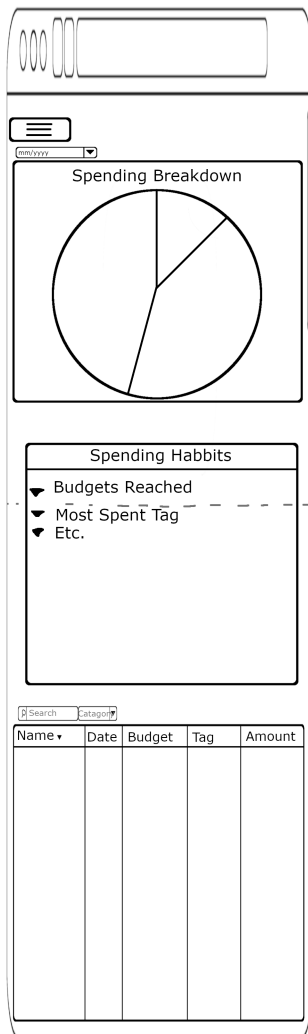 mm/yyyy
Spending Breakdown
Spending Habbits
Budgets Reached
Most Spent Tag
Etc.
Search Catagory
Name Date Budget Tag Amount